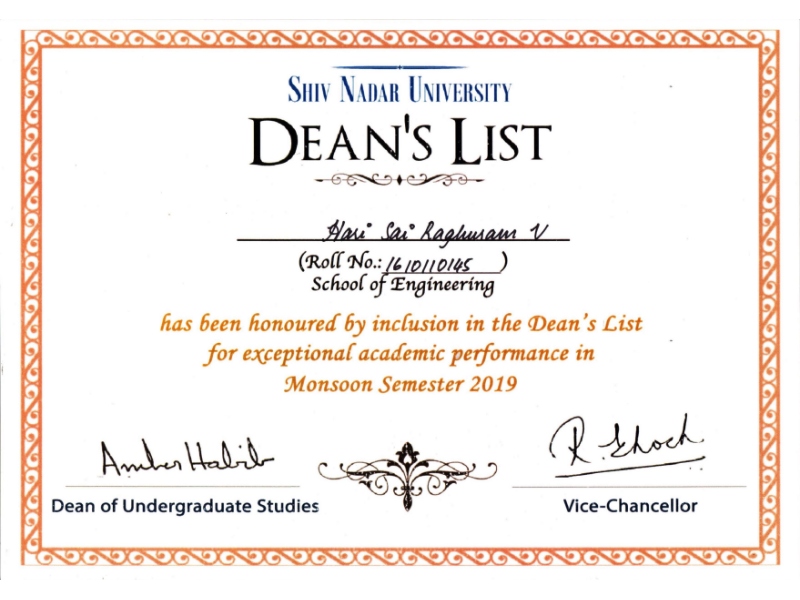 SHIV NADAR UNIVERSITY
DEAN'S LIST
Hari Sai Raghuram V
(Roll No.: 1610110145 )
School of Engineering
has been honoured by inclusion in the Dean's List
for exceptional academic performance in
Monsoon Semester 2019
Amber Habib
R. Ghosh
Dean of Undergraduate Studies
Vice-Chancellor